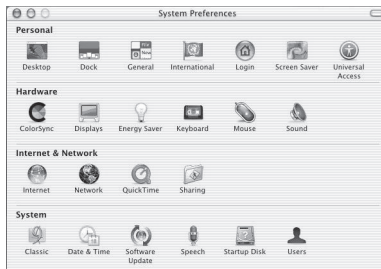 System Preferences
Personal
Desktop Dock General International Login Screen Saver Universal Access
Hardware
ColorSync Displays Energy Saver Keyboard Mouse Sound
Internet & Network
Internet Network QuickTime Sharing
System
Classic Date & Time Software Update Speech Startup Disk Users